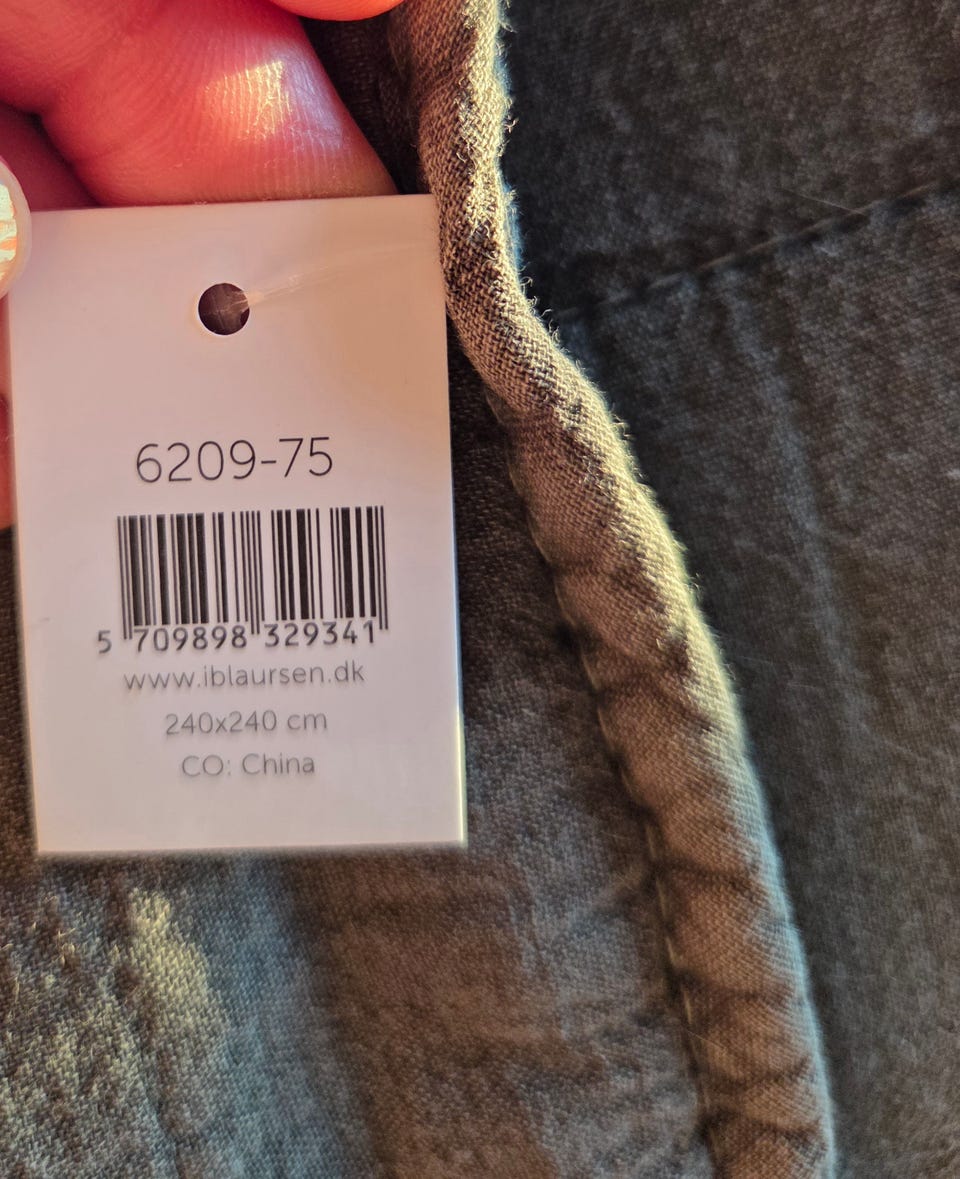 6209-75
5 709898 329341
www.iblaursen.dk
240x240 cm
CO: China